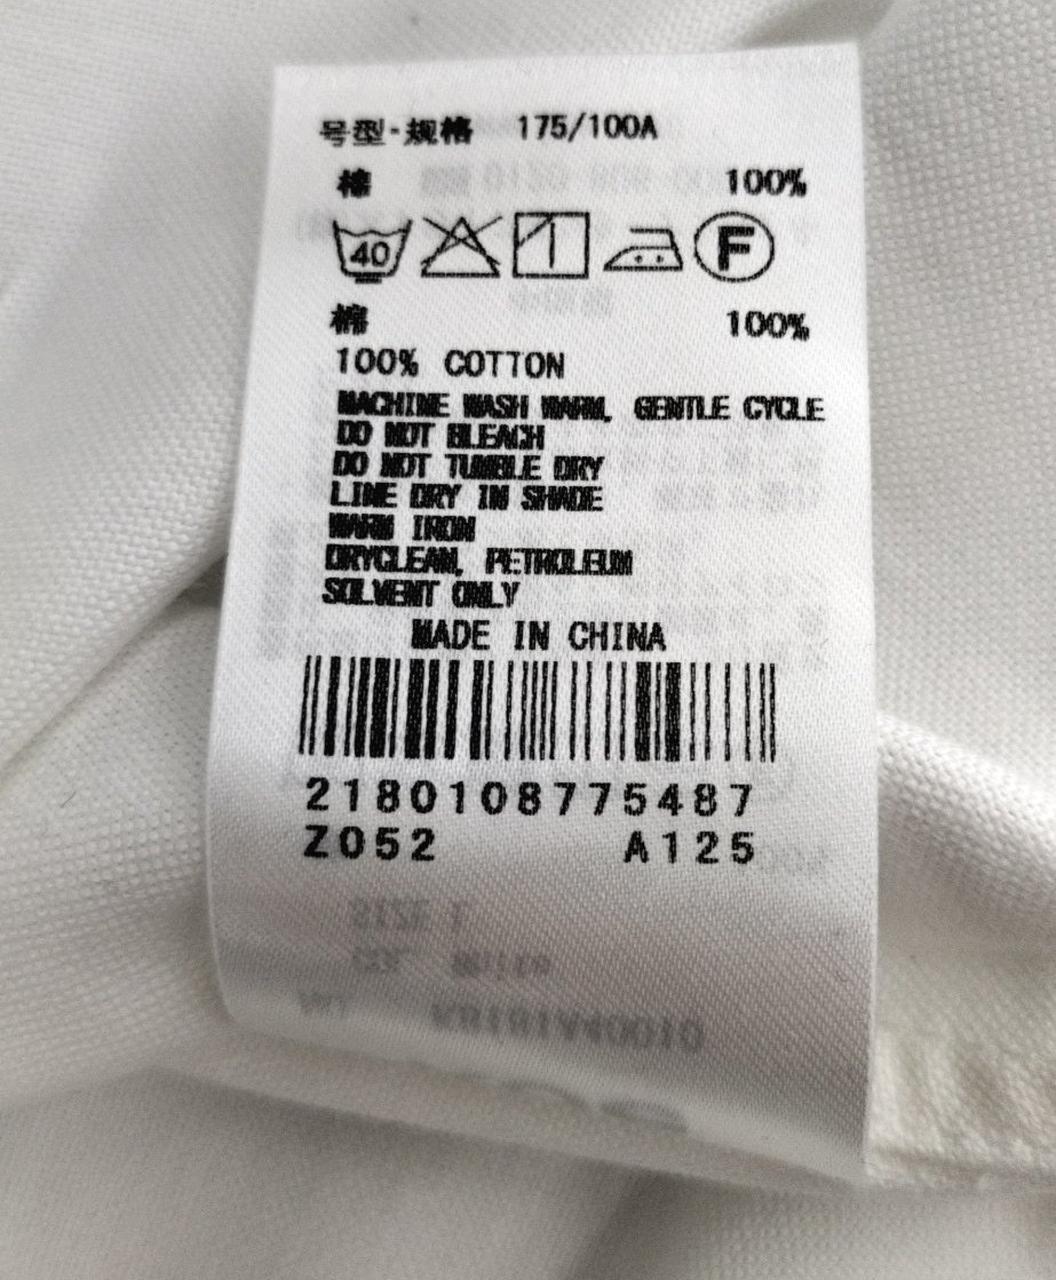 号型·规格 175/100A
棉 100%
40 F
棉 100%
100% COTTON
MACHINE WASH WARM, GENTLE CYCLE
DO NOT BLEACH
DO NOT TUMBLE DRY
LINE DRY IN SHADE
WARM IRON
DRYCLEAN, PETROLEUM
SOLVENT ONLY
MADE IN CHINA
2180108775487
Z052 A125